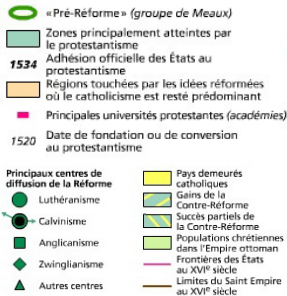 « Pré-Réforme » (groupe de Meaux)
Zones principalement atteintes par
le protestantisme
1534 Adhésion officielle des États au
protestantisme
Régions touchées par les idées réformées
où le catholicisme est resté prédominant
Principales universités protestantes (académies)
1520 Date de fondation ou de conversion
au protestantisme
Principaux centres de
diffusion de la Réforme
Luthéranisme
Calvinisme
Anglicanisme
Zwinglianisme
Autres centres
Pays demeurés
catholiques
Gains de la
Contre-Réforme
Succès partiels de
la Contre-Réforme
Populations chrétiennes
dans l'Empire ottoman
Frontières des États
au XVIe siècle
Limites du Saint Empire
au XVIe siècle